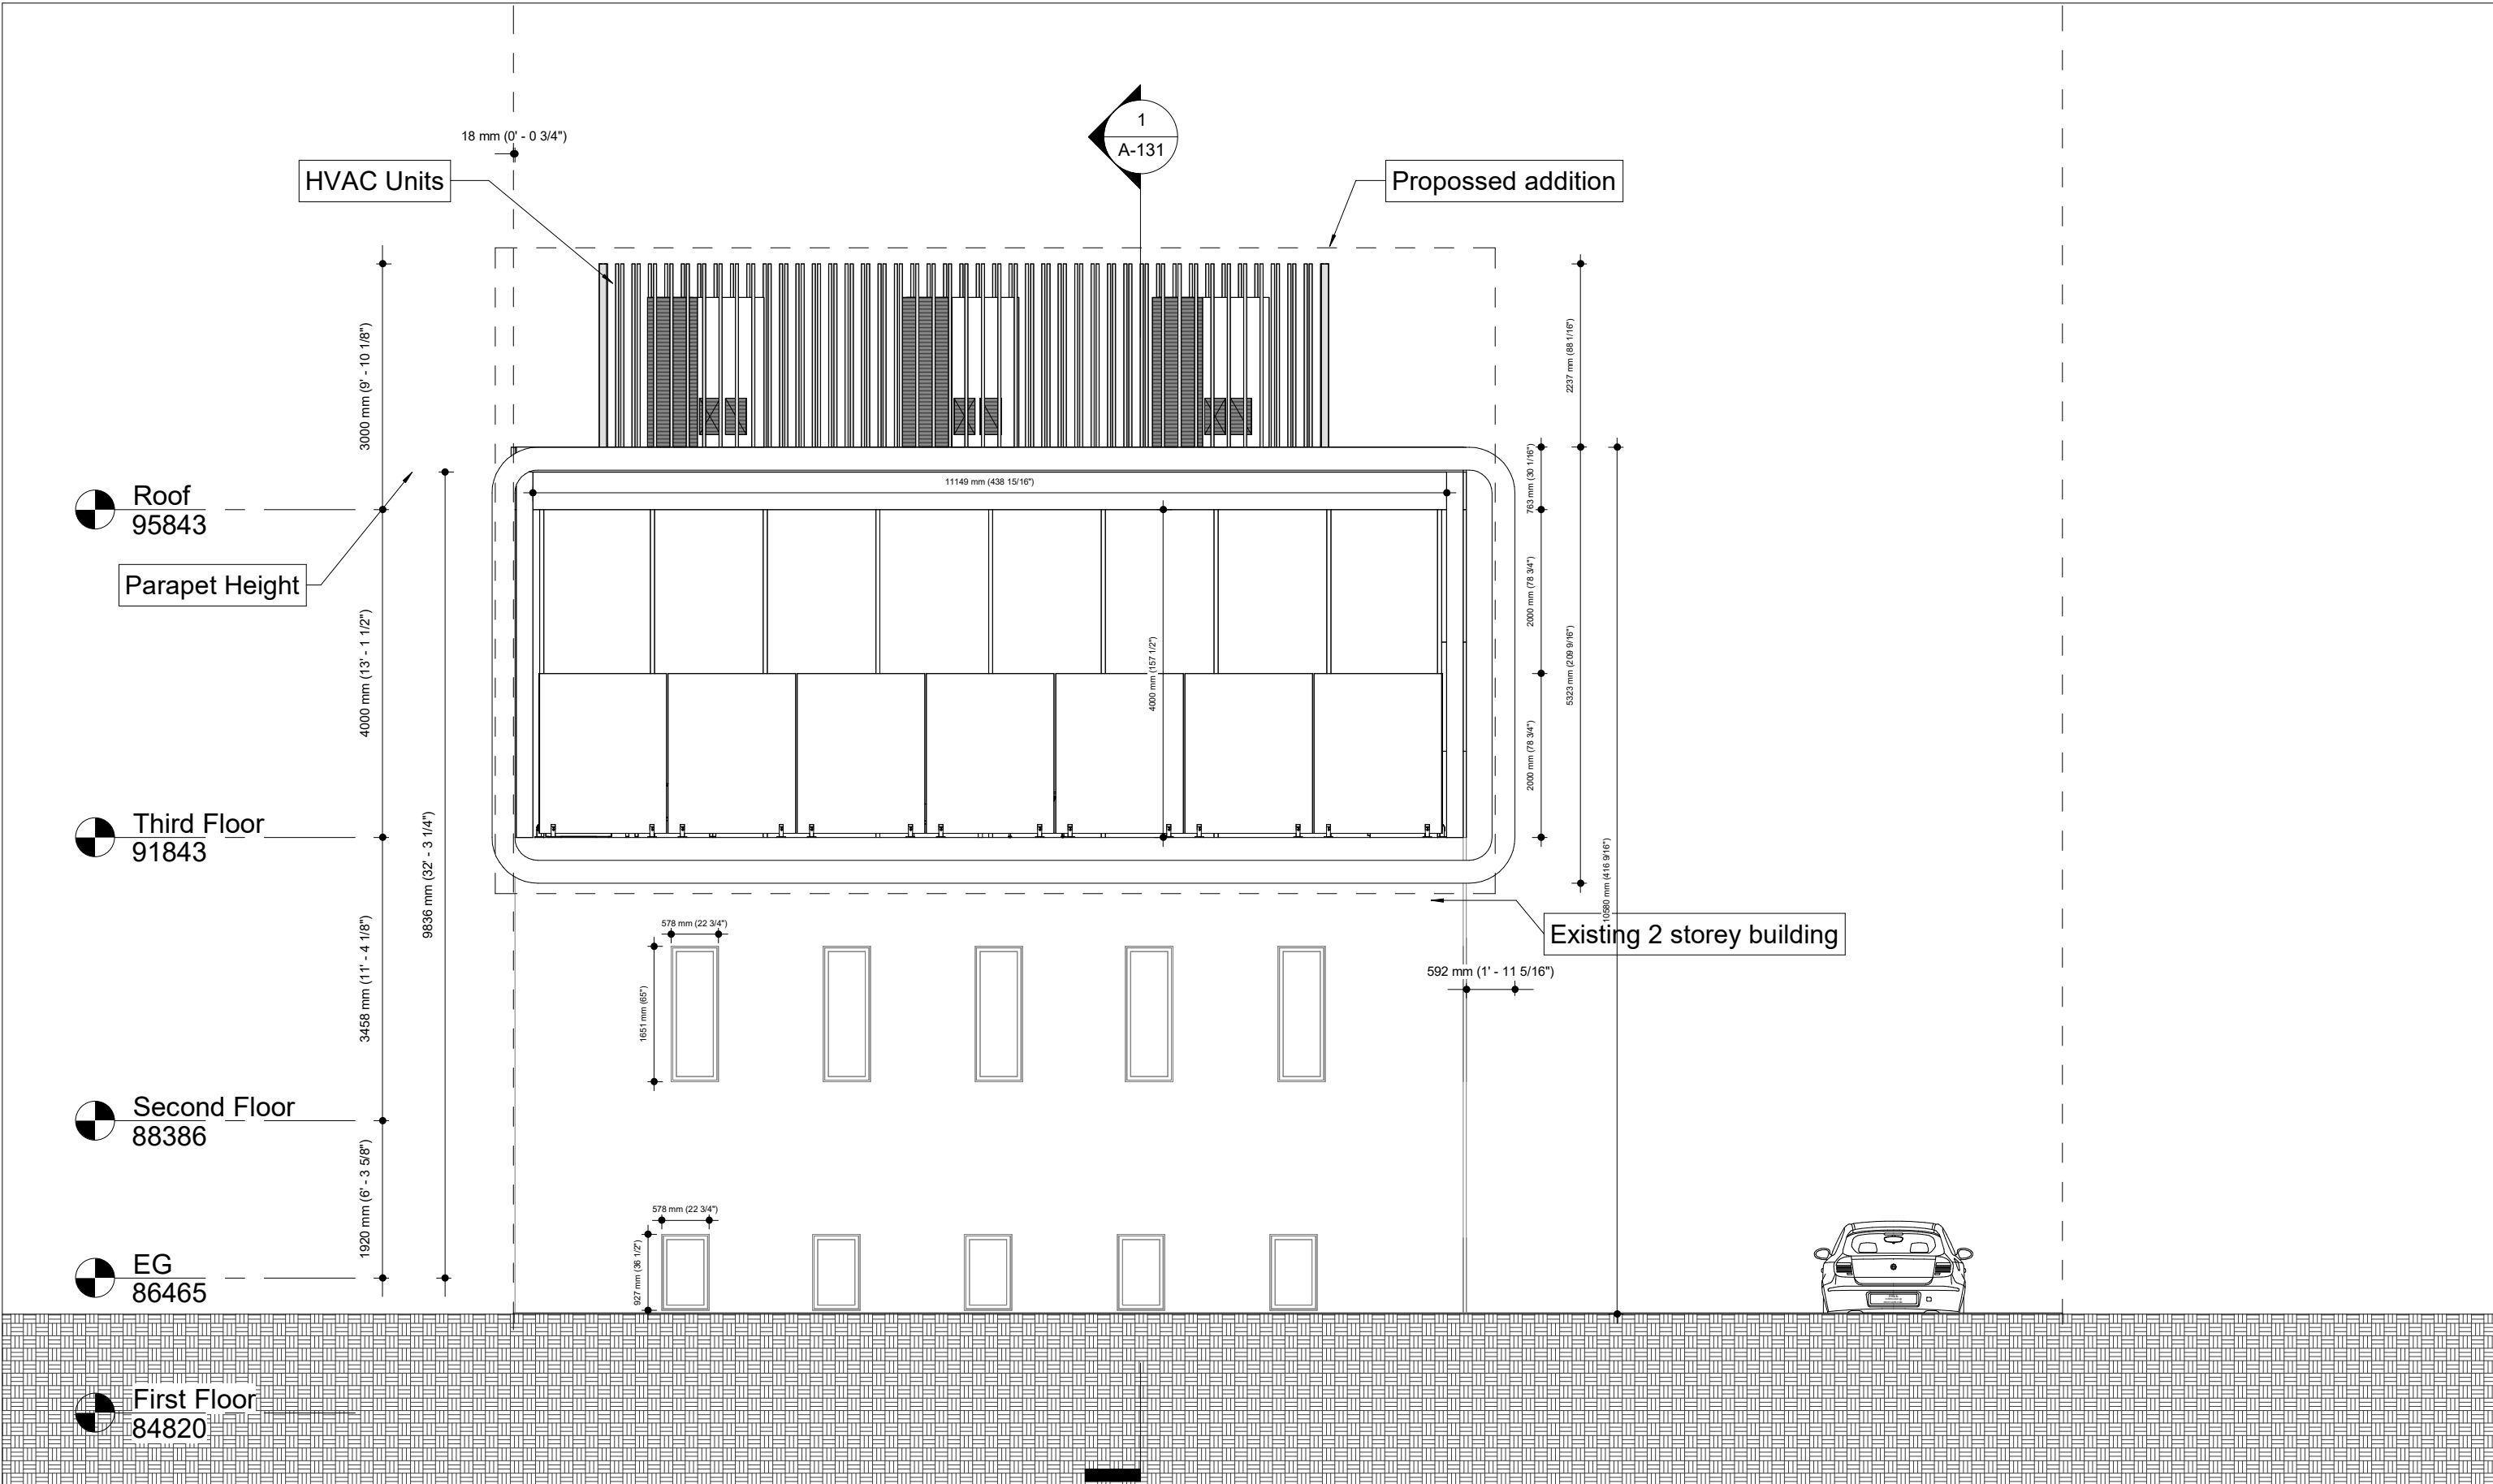 18 mm (0' - 0 3/4")
1
A-131
HVAC Units
Propossed addition
3000 mm (9' - 10 1/8")
2237 mm (88 1/16")
763 mm (30 1/16")
11149 mm (438 15/16")
Roof
95843
Parapet Height
2000 mm (78 3/4")
4000 mm (13' - 1 1/2")
4000 mm (157 1/2")
5323 mm (209 9/16")
2000 mm (78 3/4")
Third Floor
91843
9836 mm (32' - 3 1/4")
10580 mm (416 9/16")
578 mm (22 3/4")
Existing 2 storey building
3458 mm (11' - 4 1/8")
1651 mm (65")
592 mm (1' - 11 5/16")
Second Floor
88386
1920 mm (6' - 3 5/8")
578 mm (22 3/4")
927 mm (36 1/2")
EG
86465
First Floor
84820